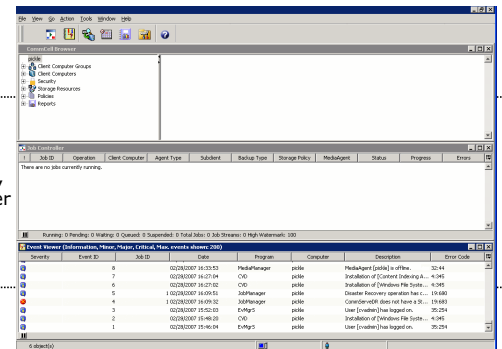 File View Go Action Tools Window Help
CommCell Browser
pickle
Client Computer Groups
Client Computers
Security
Storage Resources
Policies
Reports
er
Job Controller
! Job ID Operation Client Computer Agent Type Subclient Backup Type Storage Policy MediaAgent Status Progress Errors
There are no jobs currently running.
Running: 0 Pending: 0 Waiting: 0 Queued: 0 Suspended: 0 Total Jobs: 0 Job Streams: 0 High Watermark: 100
Event Viewer (Information, Minor, Major, Critical, Max. events shown: 200)
Severity Event ID Job ID Date Program Computer Description Error Code
8 02/28/2007 16:33:53 MediaManager pickle MediaAgent [pickle] is offline. 32:44
7 02/28/2007 16:27:04 CVD pickle Installation of [Content Indexing A... 4:345
6 02/28/2007 16:27:02 CVD pickle Installation of [Windows File Syste... 4:345
5 1 02/28/2007 16:09:51 JobManager pickle Disaster Recovery operation has c... 19:680
4 1 02/28/2007 16:09:32 JobManager pickle CommServeDR does not have a St... 19:683
3 02/28/2007 15:52:03 EvMgrS pickle User [cvadmin] has logged on. 35:254
2 02/28/2007 15:48:20 CVD pickle Installation of [Windows File Syste... 4:345
1 02/28/2007 15:46:04 EvMgrS pickle User [cvadmin] has logged on. 35:254
6 object(s)